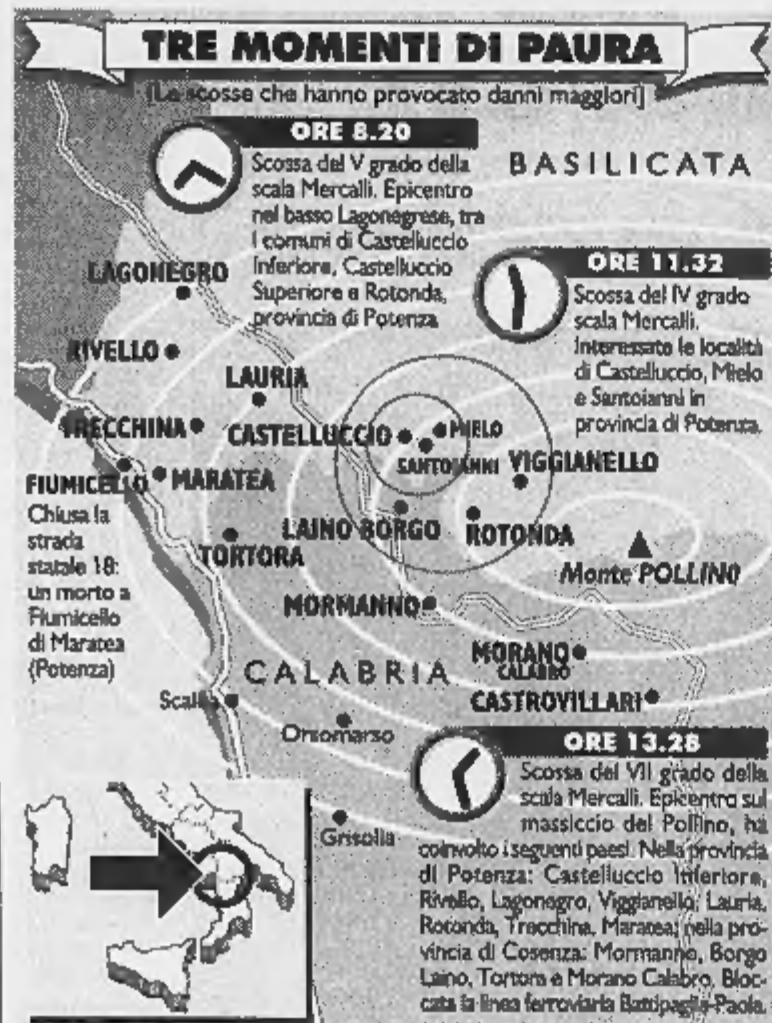 TRE MOMENTI DI PAURA
[Le scosse che hanno provocato danni maggiori]
ORE 8.20
Scossa del V grado della
scala Mercalli. Epicentro
nel basso Lagonegrese, tra
i comuni di Castelluccio
Inferiore, Castelluccio
Superiore e Rotonda,
provincia di Potenza
BASILICATA
ORE 11.32
Scossa del IV grado
scala Mercalli.
Interessate le località
di Castelluccio, Mielo
e Santoianni in
provincia di Potenza.
LAGONEGRO
RIVELLO
LAURIA
TRECCHINA
CASTELLUCCIO
MIELO
SANTOIANNI
VIGGIANELLO
FIUMICELLO
MARATEA
Chiusa la
strada
statale 18:
un morto a
Fiumicello
di Maratea
(Potenza)
LAINO BORGO
ROTONDA
TORTORA
Monte POLLINO
MORMANNO
MORANO
CALABRO
CALABRIA
CASTROVILLARI
Scalea
Orsomarso
Grisolia
ORE 13.28
Scossa del VII grado della
scala Mercalli. Epicentro sul
massiccio del Pollino, ha
coinvolto i seguenti paesi. Nella provincia
di Potenza: Castelluccio Inferiore,
Rivello, Lagonegro, Viggianello, Lauria,
Rotonda, Trecchina, Maratea; nella pro-
vincia di Cosenza: Mormanno, Borgo
Laino, Tortora e Morano Calabro. Bloc-
cata la linea ferroviaria Battipaglia-Paola.